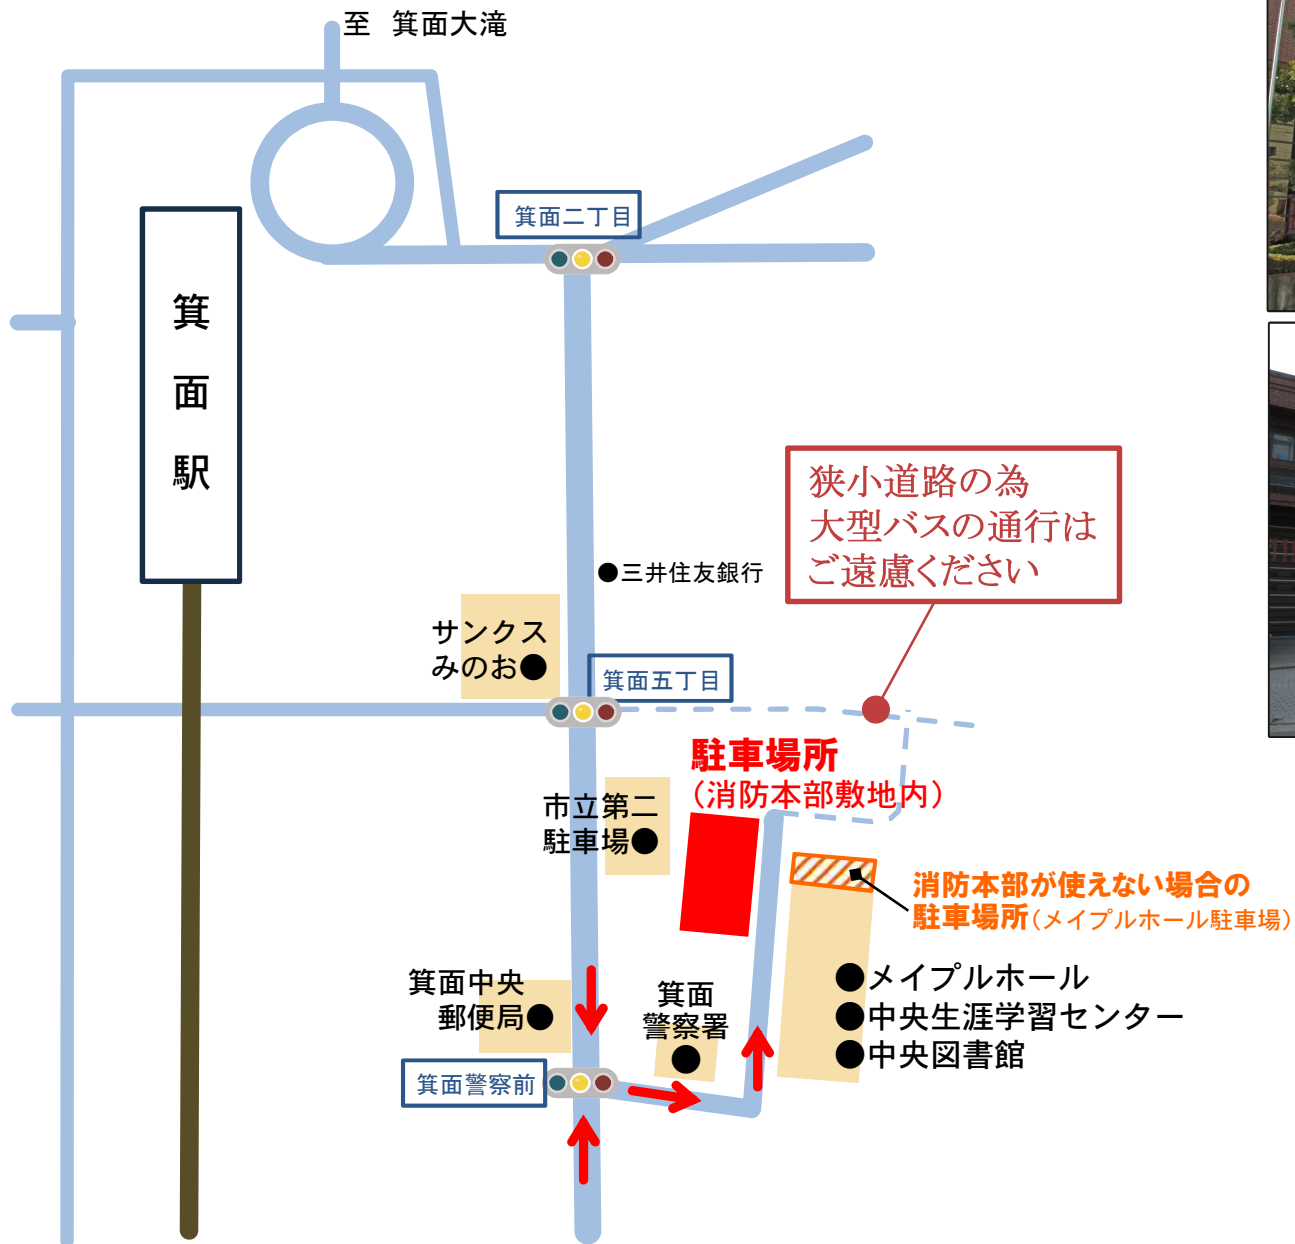 至 箕面大滝
箕面二丁目
箕面駅
狭小道路の為
大型バスの通行は
ご遠慮ください
●三井住友銀行
サンクス
みのお●
箕面五丁目
駐車場所
（消防本部敷地内）
市立第二
駐車場●
消防本部が使えない場合の
駐車場所（メイプルホール駐車場）
箕面中央
郵便局●
箕面
警察署
●メイプルホール
●中央生涯学習センター
●中央図書館
箕面警察前